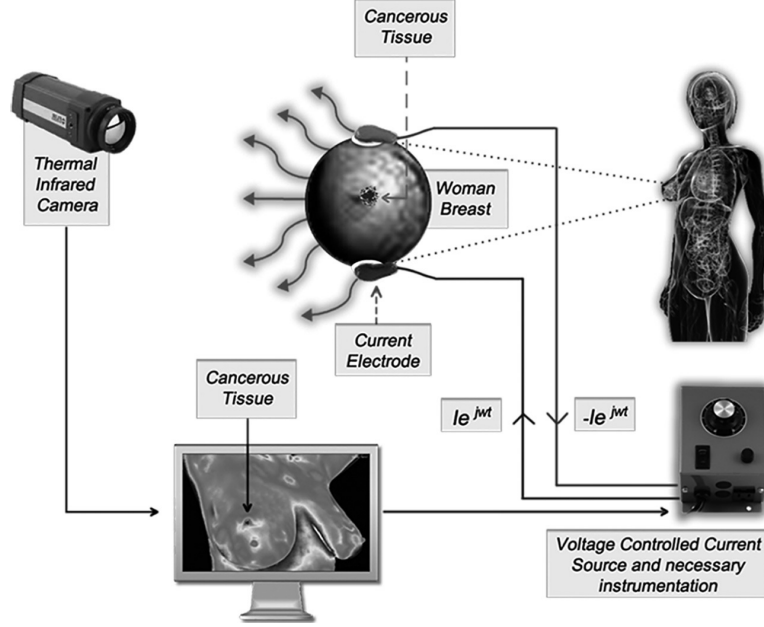 Cancerous
Tissue
Thermal
Infrared
Camera
Woman
Breast
Current
Electrode
Cancerous
Tissue
Ie jwt
-Ie jwt
Voltage Controlled Current
Source and necessary
instrumentation